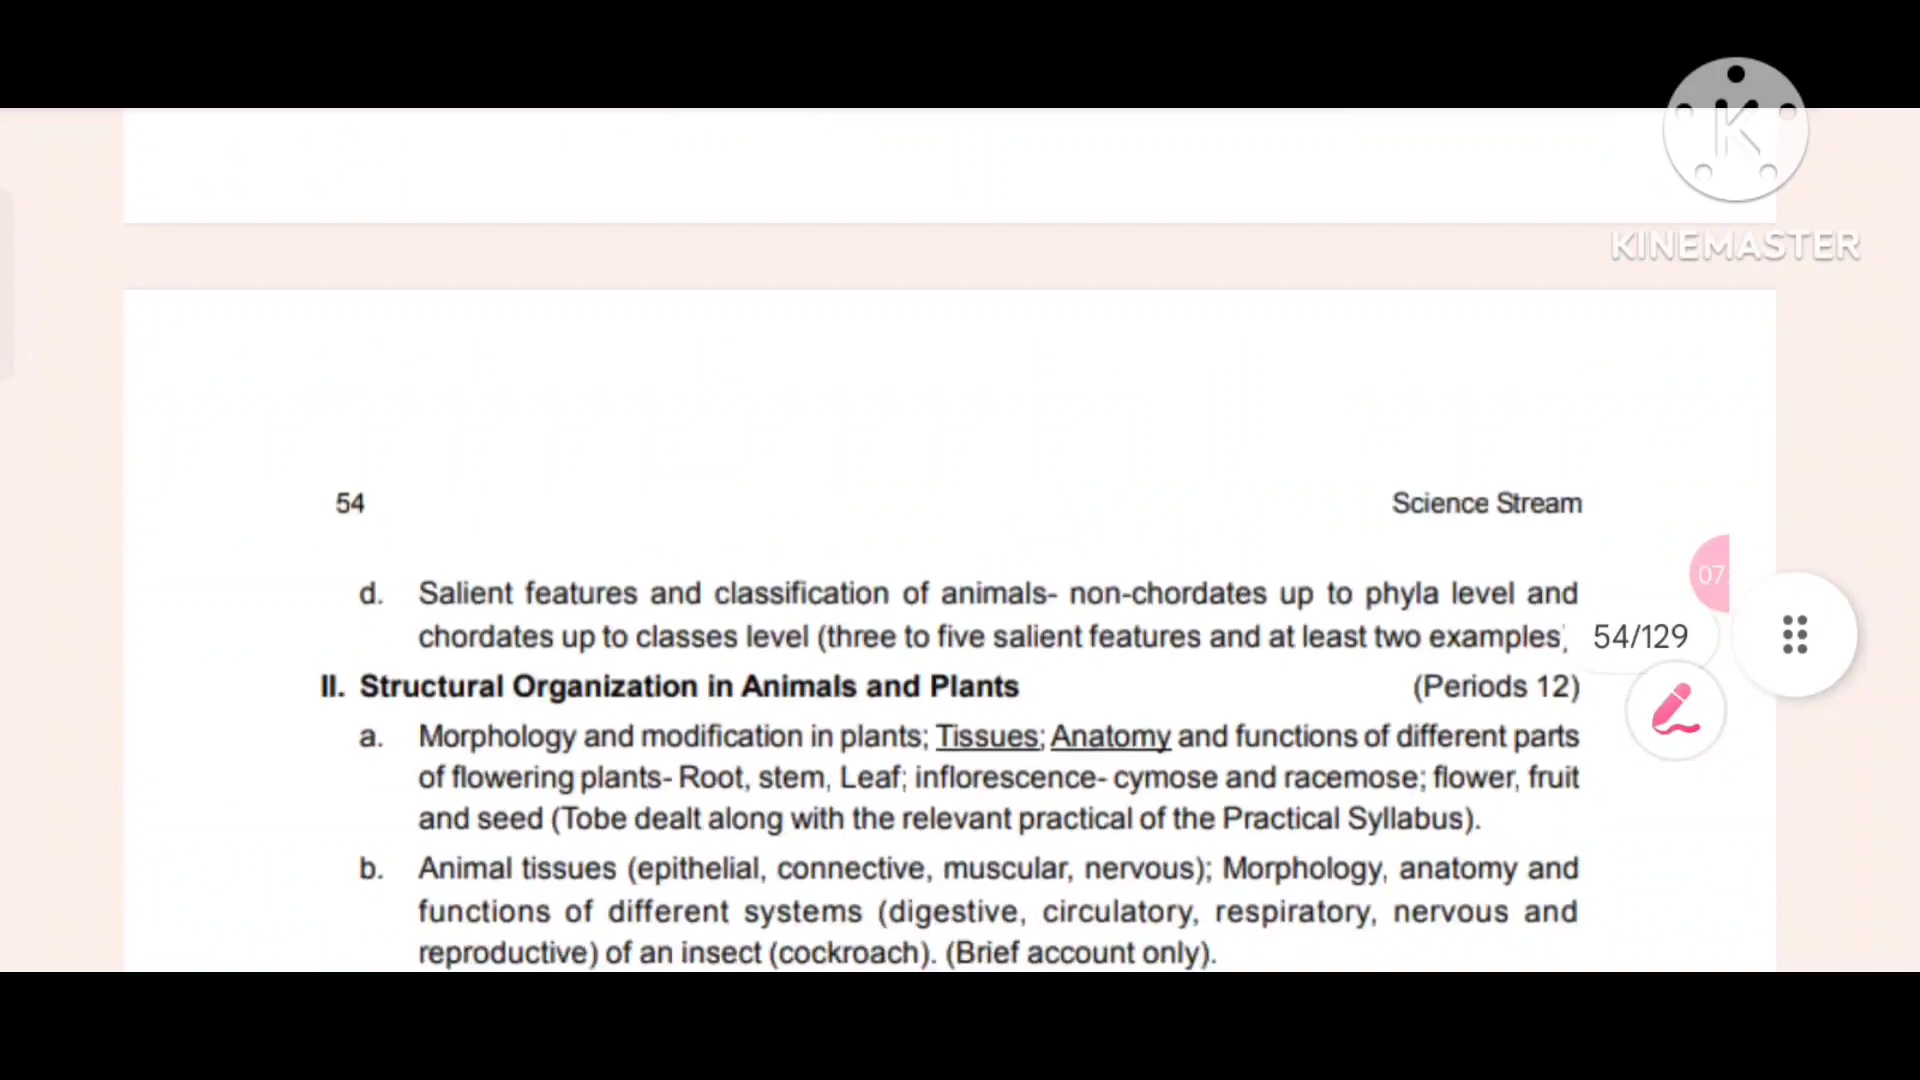 K
KINEMASTER
54 Science Stream
07
d. Salient features and classification of animals- non-chordates up to phyla level and
chordates up to classes level (three to five salient features and at least two examples)
54/129
II. Structural Organization in Animals and Plants (Periods 12)
a. Morphology and modification in plants; Tissues; Anatomy and functions of different parts
of flowering plants- Root, stem, Leaf; inflorescence- cymose and racemose; flower, fruit
and seed (Tobe dealt along with the relevant practical of the Practical Syllabus).
b. Animal tissues (epithelial, connective, muscular, nervous); Morphology, anatomy and
functions of different systems (digestive, circulatory, respiratory, nervous and
reproductive) of an insect (cockroach). (Brief account only).